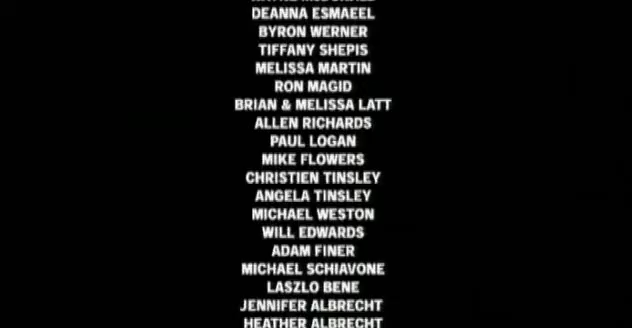 DEANNA ESMAEEL
BYRON WERNER
TIFFANY SHEPIS
MELISSA MARTIN
RON MAGID
BRIAN & MELISSA LATT
ALLEN RICHARDS
PAUL LOGAN
MIKE FLOWERS
CHRISTIEN TINSLEY
ANGELA TINSLEY
MICHAEL WESTON
WILL EDWARDS
ADAM FINER
MICHAEL SCHIAVONE
LASZLO BENE
JENNIFER ALBRECHT
HEATHER ALBRECHT